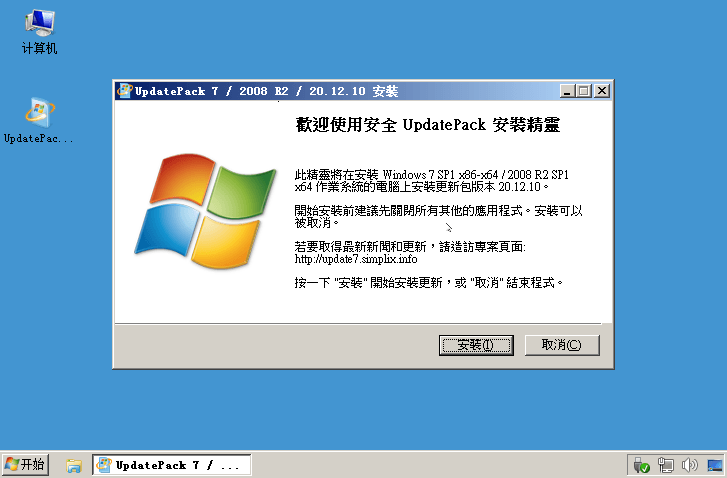 计算机
UpdatePac...
UpdatePack 7 / 2008 R2 / 20.12.10 安裝
歡迎使用安全 UpdatePack 安裝精靈
此精靈將在安裝 Windows 7 SP1 x86-x64 / 2008 R2 SP1
x64 作業系統的電腦上安裝更新包版本 20.12.10。
開始安裝前建議先關閉所有其他的應用程式。安裝可以
被取消。
若要取得最新新聞和更新，請造訪專案頁面:
http://update7.simplix.info
按一下 "安裝" 開始安裝更新，或 "取消" 結束程式。
安裝(I)
取消(C)
开始
UpdatePack 7 / ...